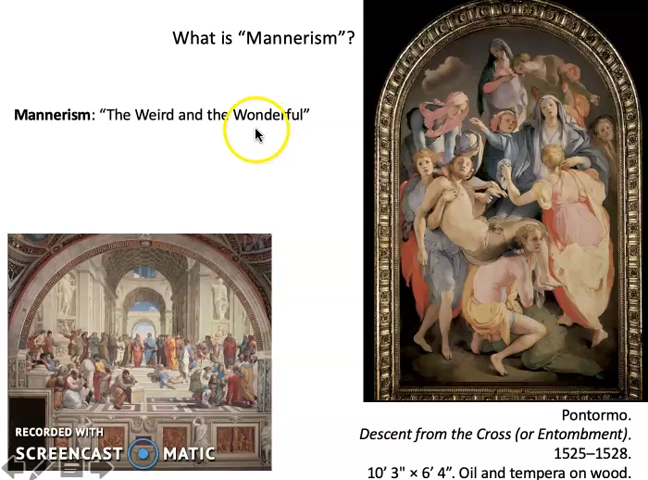 What is “Mannerism”?
Mannerism: “The Weird and the Wonderful”
RECORDED WITH
SCREENCAST MATIC
Pontormo.
Descent from the Cross (or Entombment).
1525–1528.
10’ 3" × 6’ 4”. Oil and tempera on wood.